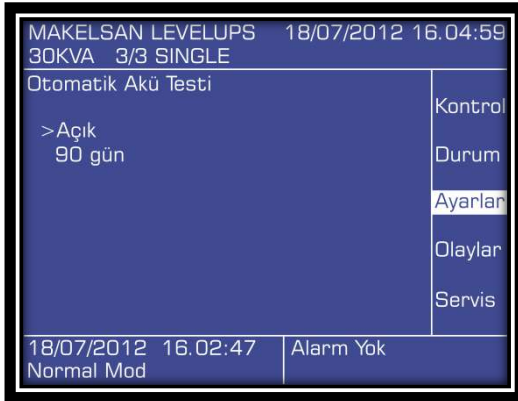 MAKELSAN LEVELUPS 18/07/2012 16.04:59
30KVA 3/3 SINGLE
Otomatik Akü Testi
>Açık
90 gün
Kontrol
Durum
Ayarlar
Olaylar
Servis
18/07/2012 16.02:47
Normal Mod
Alarm Yok